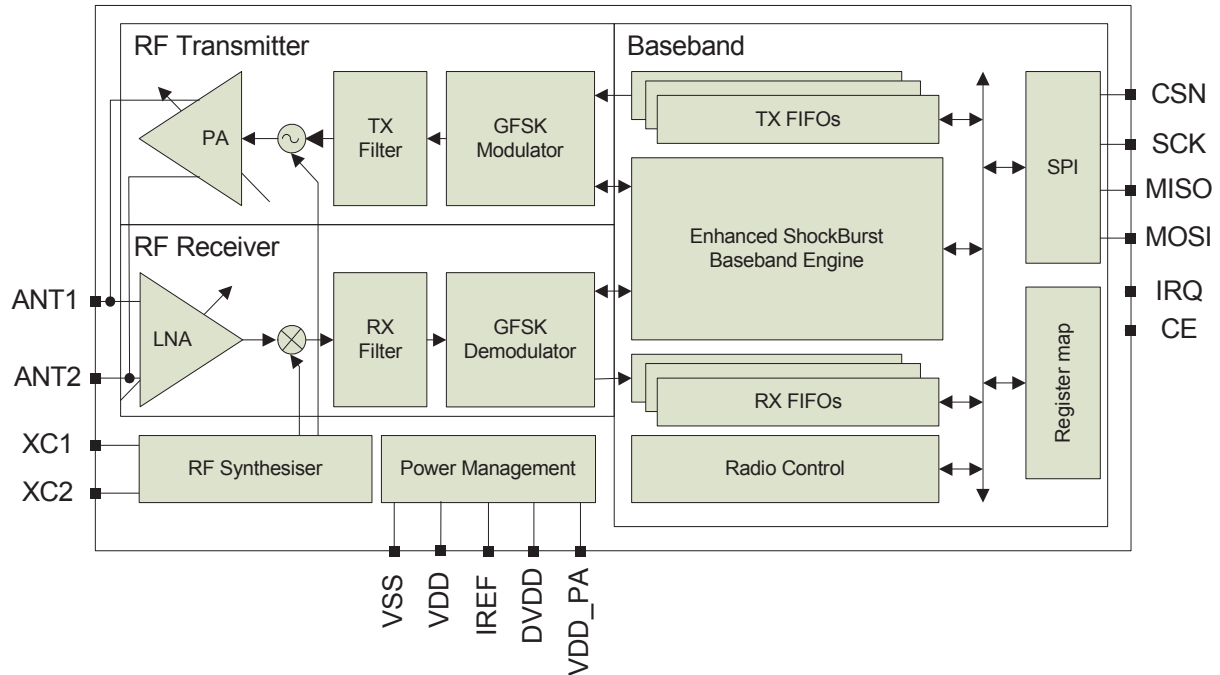 RF Transmitter
Baseband
PA
TX
Filter
GFSK
Modulator
TX FIFOs
SPI
CSN
SCK
MISO
MOSI
Enhanced ShockBurst
Baseband Engine
RF Receiver
LNA
RX
Filter
GFSK
Demodulator
RX FIFOs
Register map
IRQ
CE
ANT1
ANT2
XC1
XC2
RF Synthesiser
Power Management
Radio Control
VSS
VDD
IREF
DVDD
VDD_PA